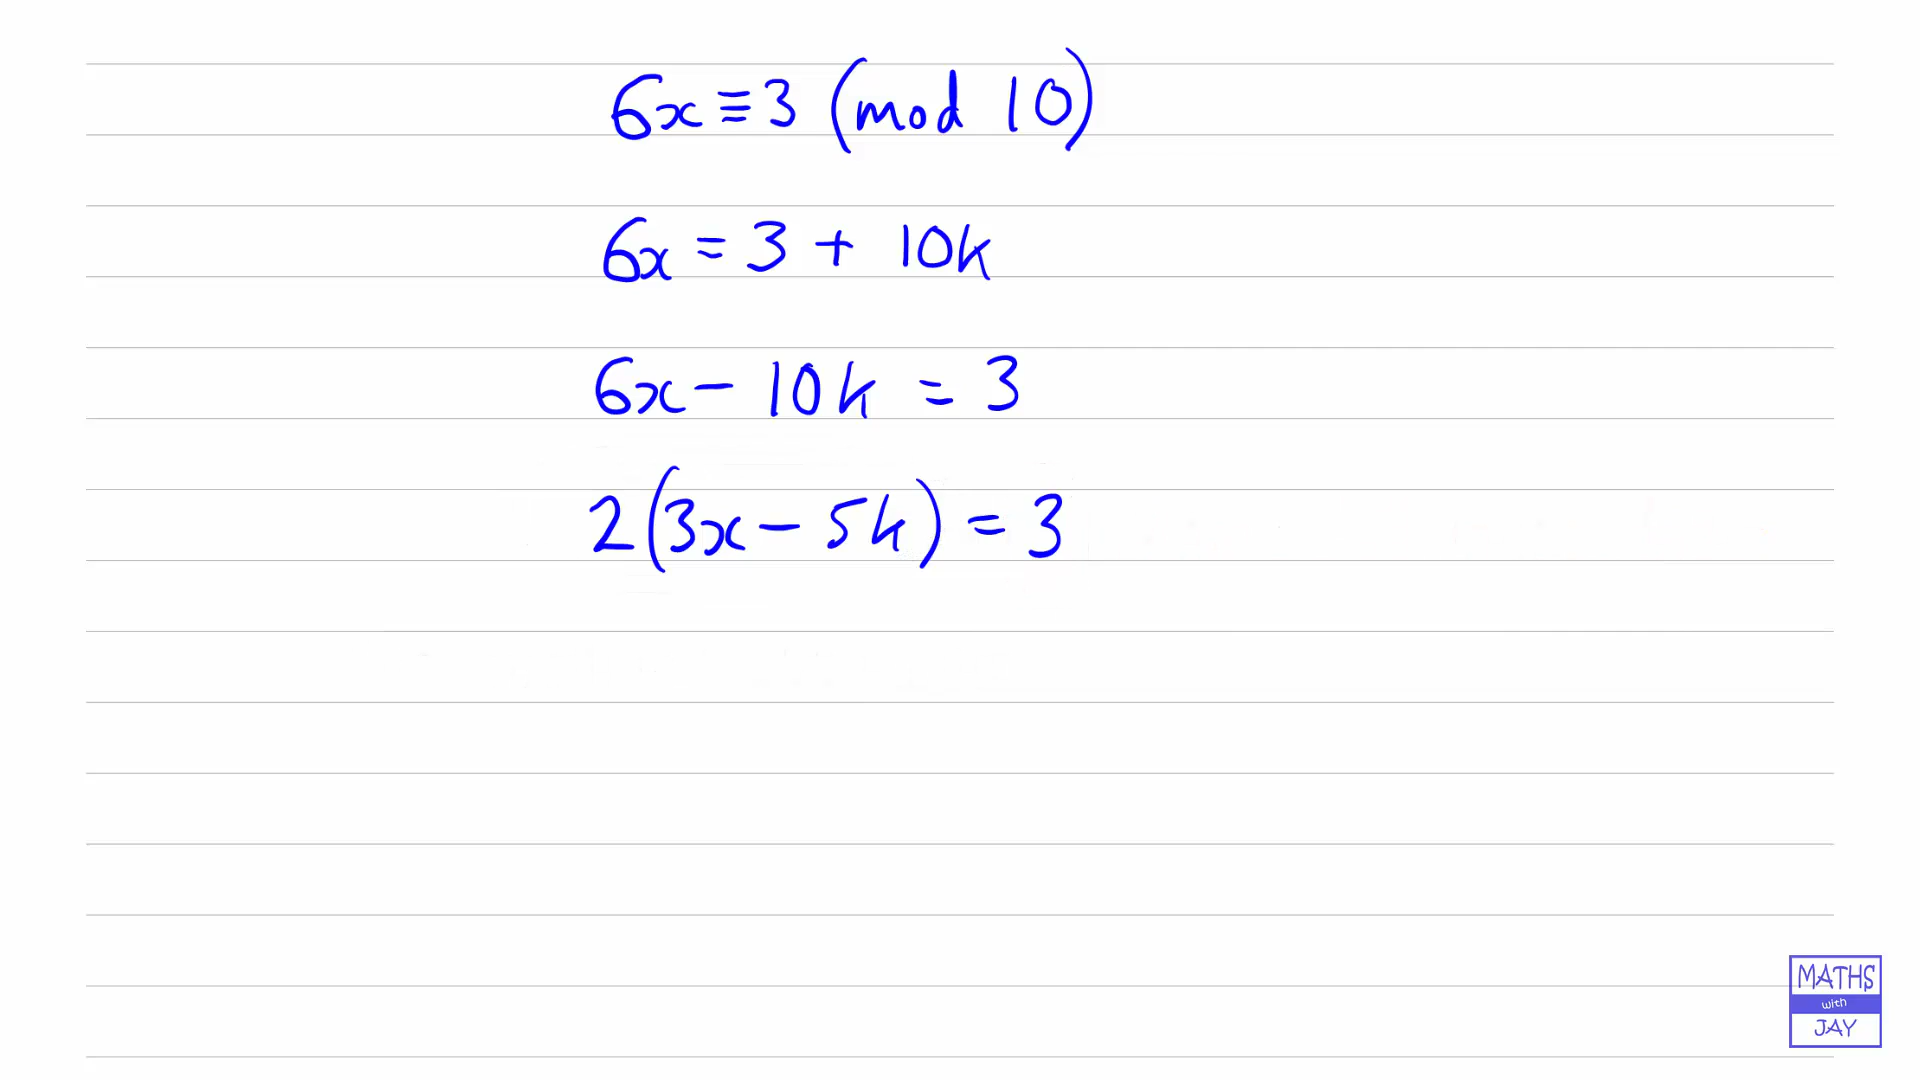 6x ≡ 3 (mod 10)
6x = 3 + 10k
6x - 10k = 3
2(3x - 5k) = 3
MATHS
with
JAY